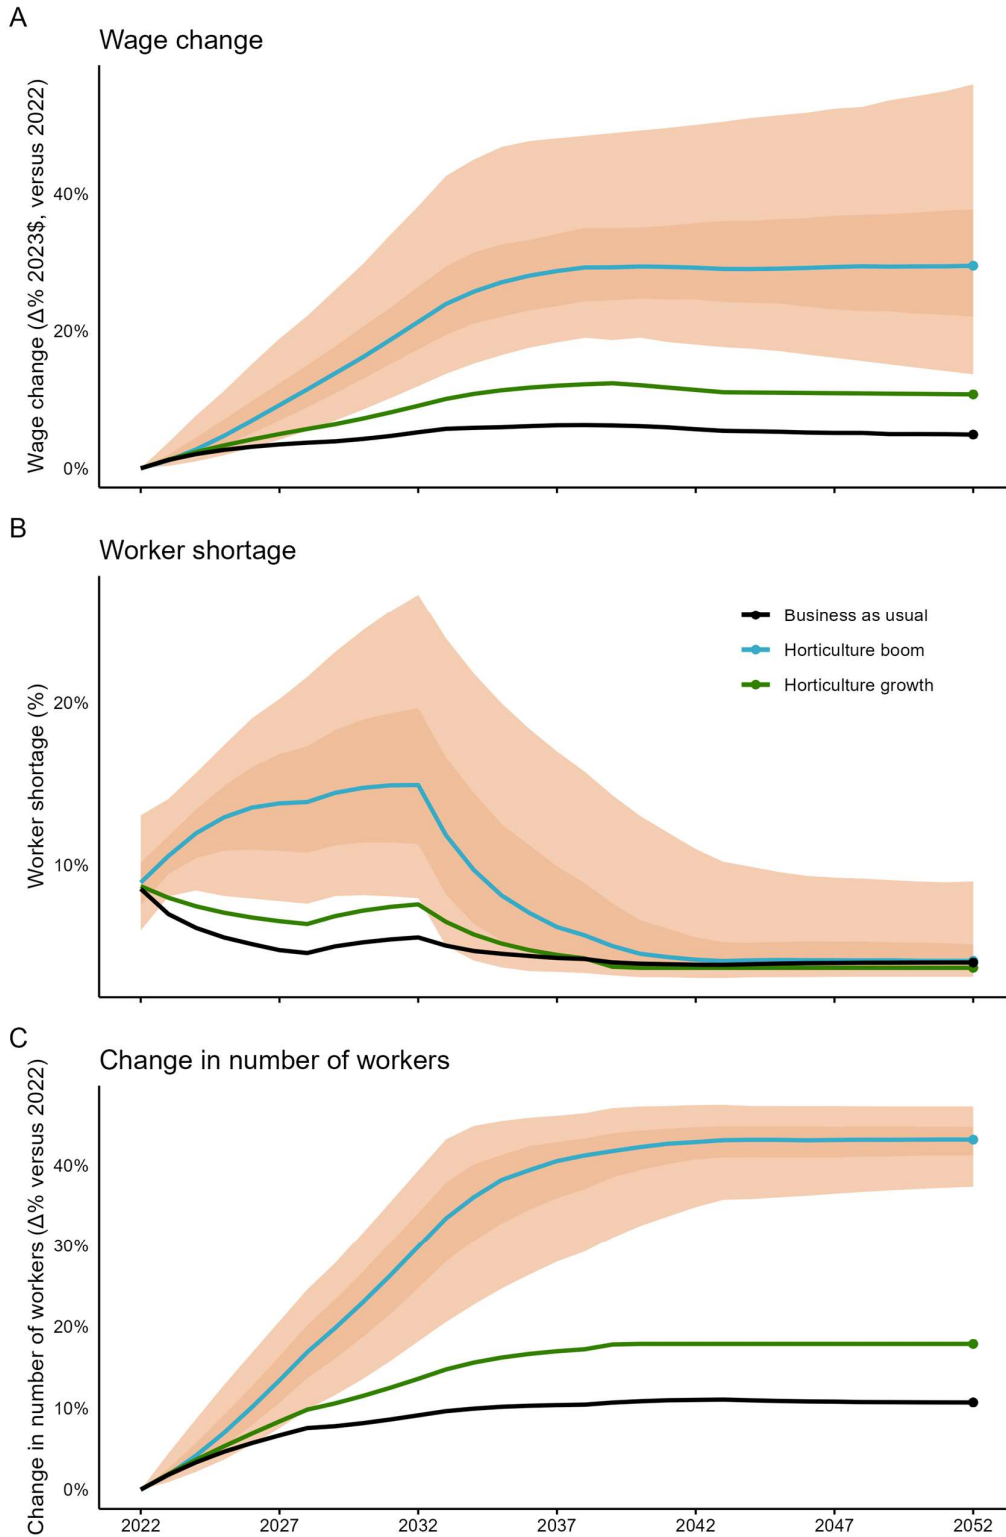 A
Wage change
Wage change (Δ% 2023$, versus 2022)
40%
20%
0%
B
Worker shortage
Worker shortage (%)
20%
10%
Business as usual
Horticulture boom
Horticulture growth
C
Change in number of workers
Change in number of workers (Δ% versus 2022)
40%
30%
20%
10%
0%
2022 2027 2032 2037 2042 2047 2052